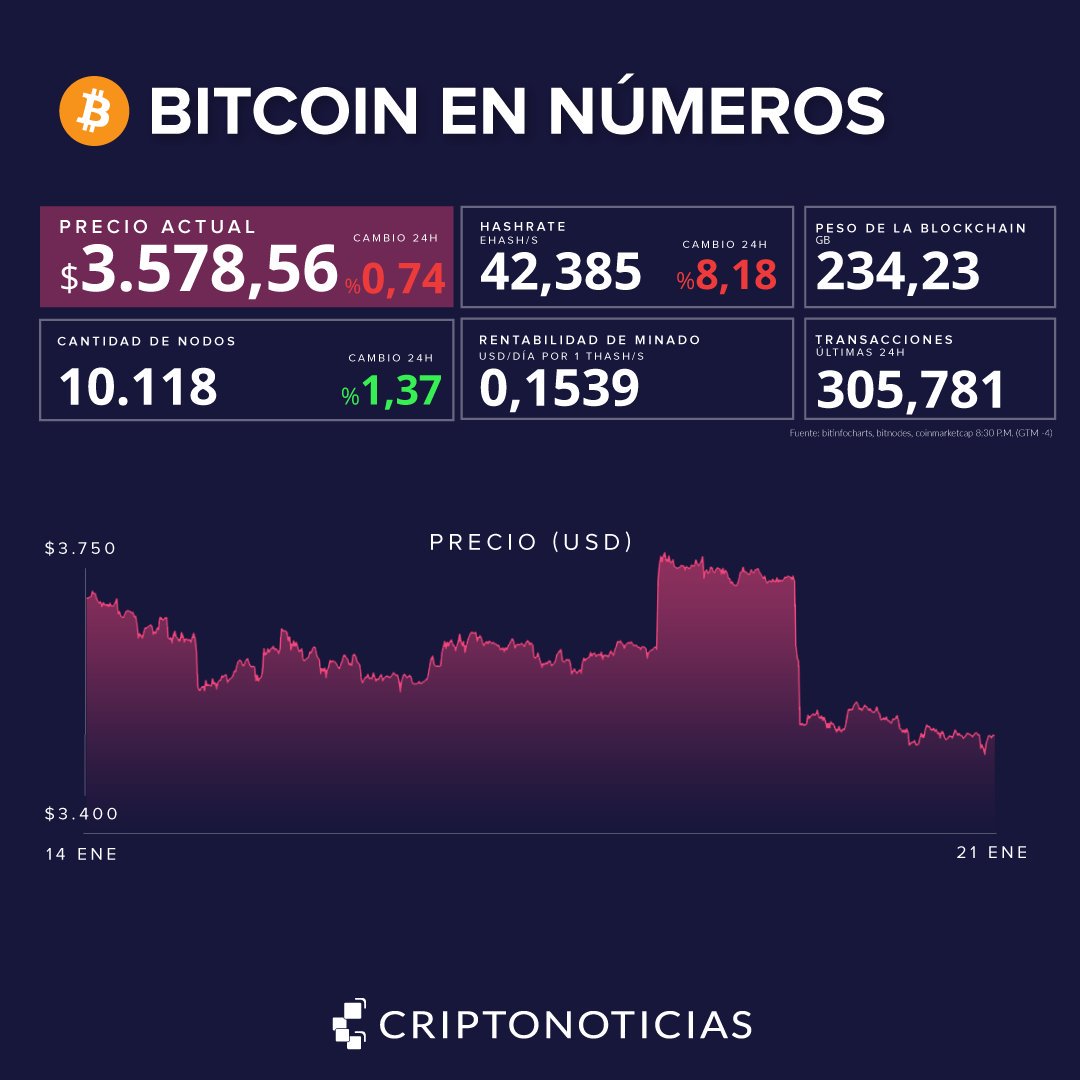 BITCOIN EN NÚMEROS
PRECIO ACTUAL
CAMBIO 24H
$3.578,56
%0,74
HASHRATE
EHASH/S
CAMBIO 24H
42,385
%8,18
PESO DE LA BLOCKCHAIN
GB
234,23
CANTIDAD DE NODOS
CAMBIO 24H
10.118
%1,37
RENTABILIDAD DE MINADO
USD/DÍA POR 1 THASH/S
0,1539
TRANSACCIONES
ÚLTIMAS 24H
305,781
Fuente: bitinfocharts, bitnodes, coinmarketcap 8:30 P.M. (GTM -4)
PRECIO (USD)
$3.750
$3.400
14 ENE
21 ENE
CRIPTONOTICIAS